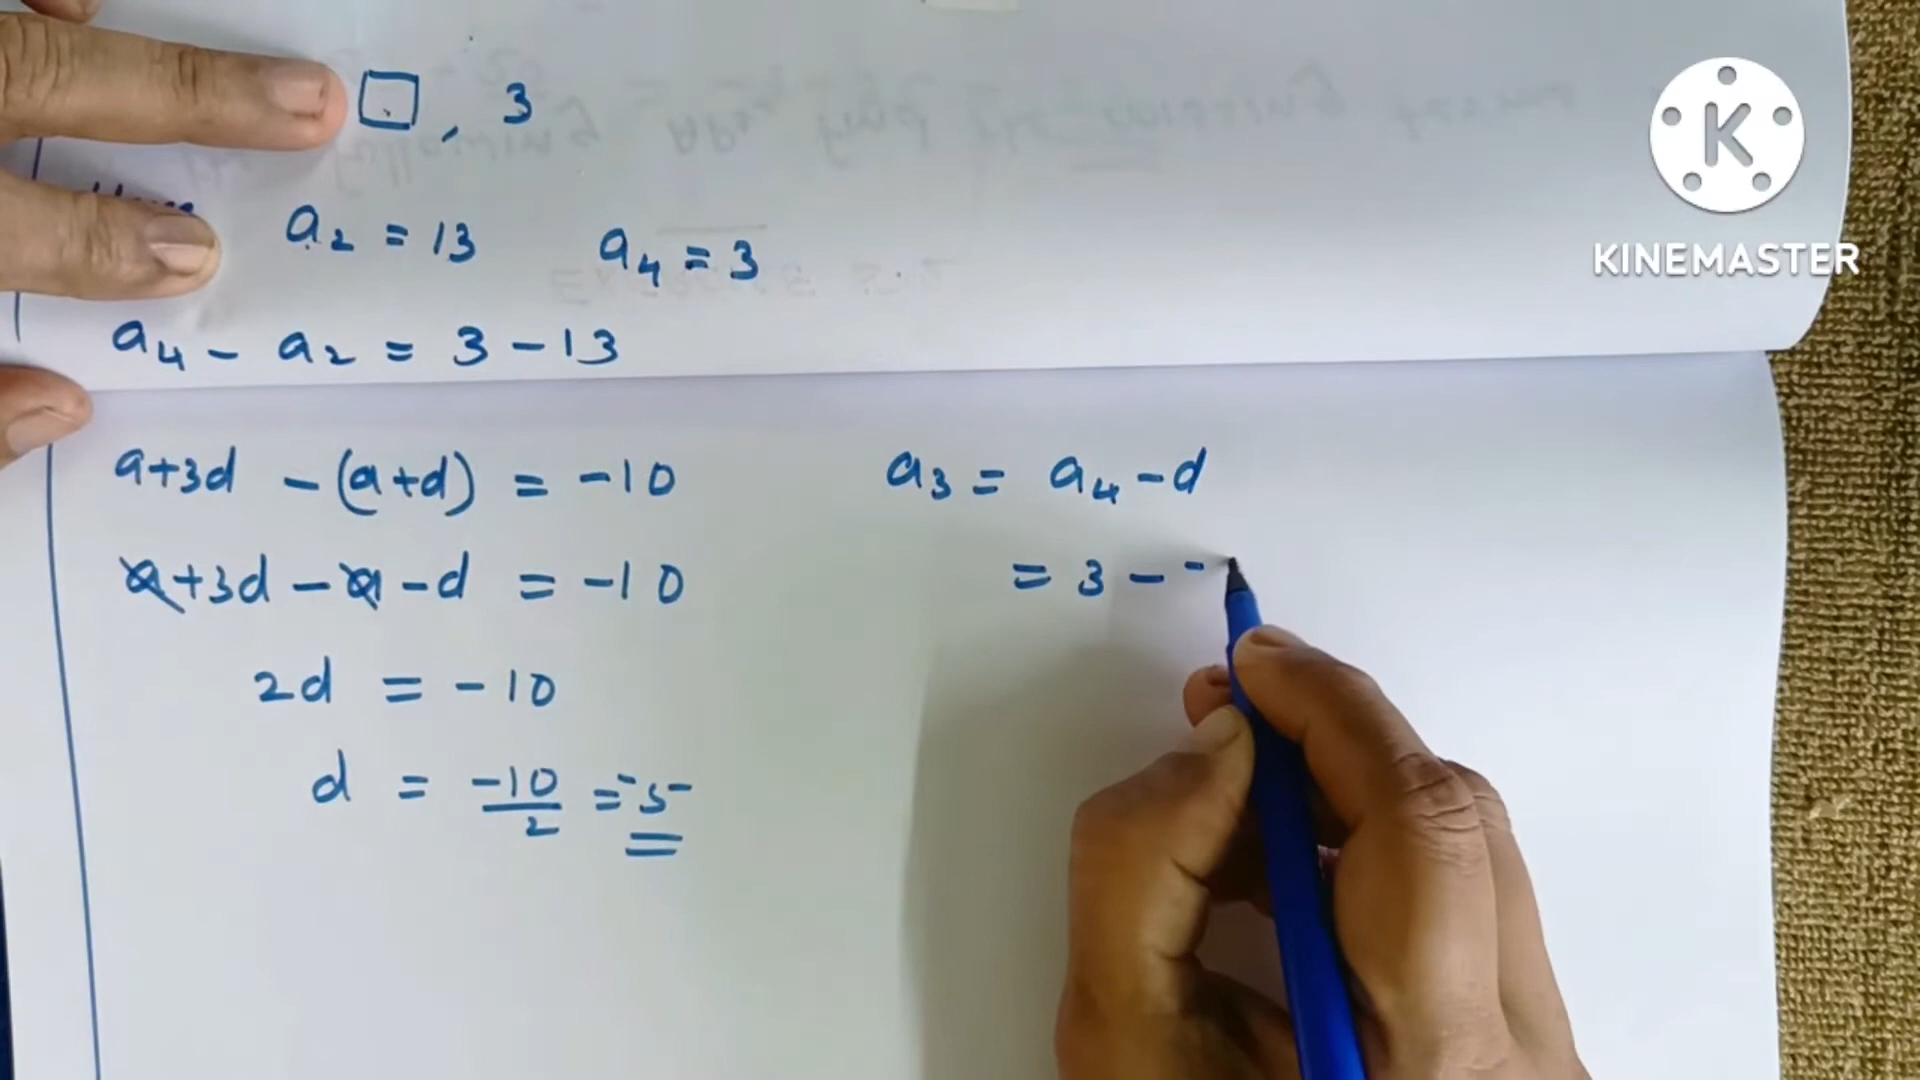 □, 3
a₂ = 13 a₄ = 3
a₄ - a₂ = 3 - 13
a+3d - (a+d) = -10
a+3d - a - d = -10
2d = -10
d = -10/2 = -5
a₃ = a₄ - d
= 3 - -
K
KINEMASTER